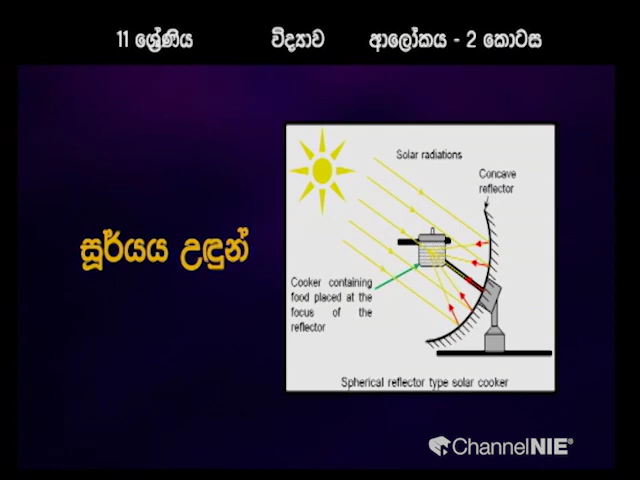 11 ශ්‍රේණිය විද්‍යාව ආලෝකය - 2 කොටස
සූර්යය උඳුන්
Solar radiations
Concave
reflector
Cooker containing
food placed at the
focus of the
reflector
Spherical reflector type solar cooker
ChannelNIE®